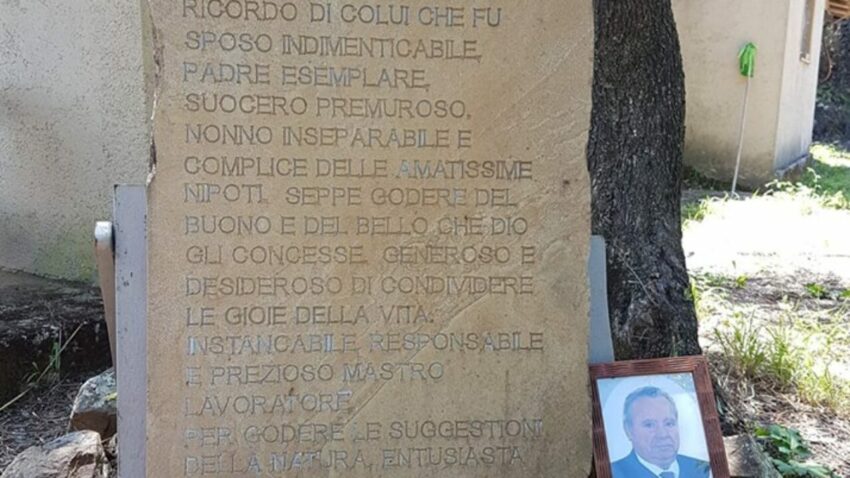 RICORDO DI COLUI CHE FU
SPOSO INDIMENTICABILE,
PADRE ESEMPLARE,
SUOCERO PREMUROSO,
NONNO INSEPARABILE E
COMPLICE DELLE AMATISSIME
NIPOTI. SEPPE GODERE DEL
BUONO E DEL BELLO CHE DIO
GLI CONCESSE. GENEROSO E
DESIDEROSO DI CONDIVIDERE
LE GIOIE DELLA VITA.
INSTANCABILE, RESPONSABILE
E PREZIOSO MASTRO
LAVORATORE.
PER GODERE LE SUGGESTIONI
DELLA NATURA, ENTUSIASTA